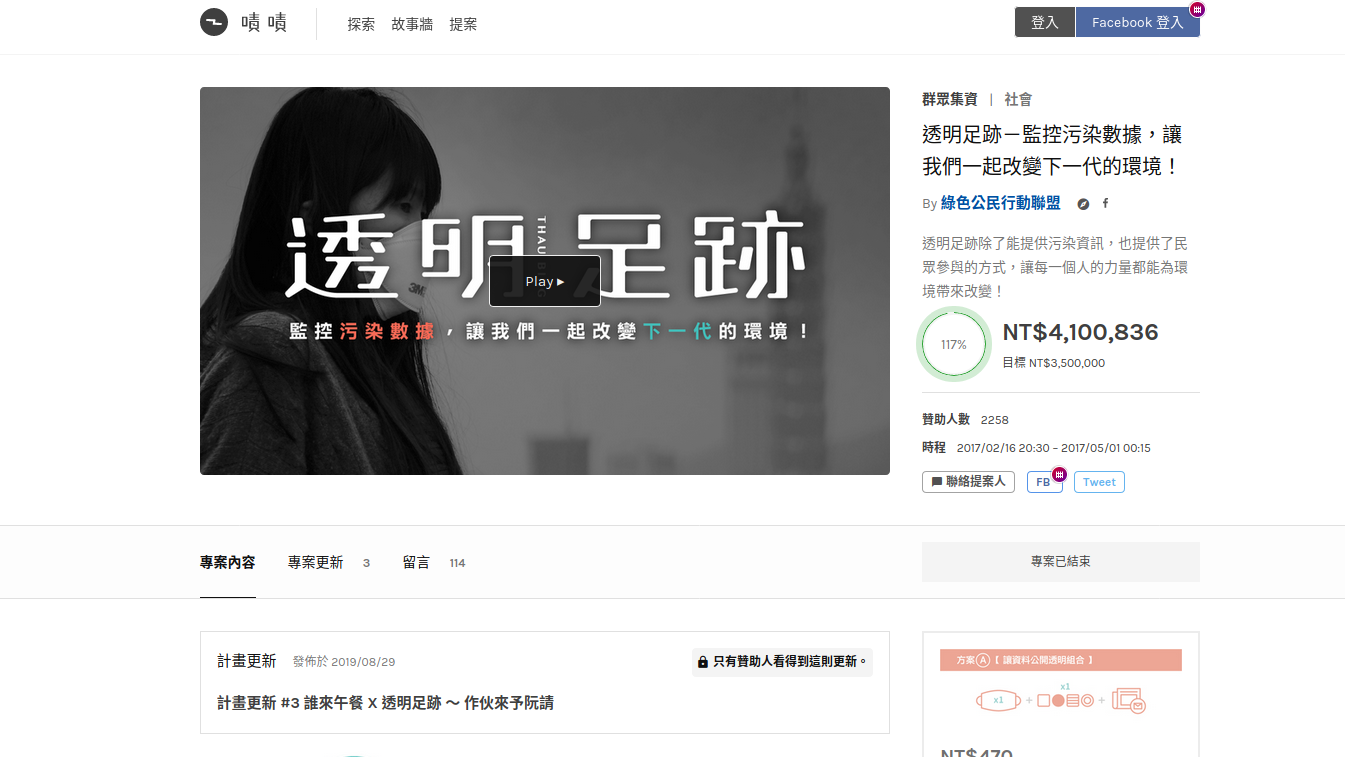 嘖嘖
探索 故事牆 提案
登入 Facebook 登入
透明足跡
監控污染數據，讓我們一起改變下一代的環境！
Play ▸
群眾集資 | 社會
透明足跡－監控污染數據，讓
我們一起改變下一代的環境！
By 綠色公民行動聯盟
透明足跡除了能提供污染資訊，也提供了民
眾參與的方式，讓每一個人的力量都能為環
境帶來改變！
117%
NT$4,100,836
目標 NT$3,500,000
贊助人數 2258
時程 2017/02/16 20:30 – 2017/05/01 00:15
聯絡提案人 FB Tweet
專案內容 專案更新 3 留言 114
專案已結束
計畫更新 發佈於 2019/08/29
只有贊助人看得到這則更新。
計畫更新 #3 誰來午餐 X 透明足跡 ～ 作伙來予阮請
方案Ⓐ【 讓資料公開透明組合 】
x1 + x1 +
NT$470